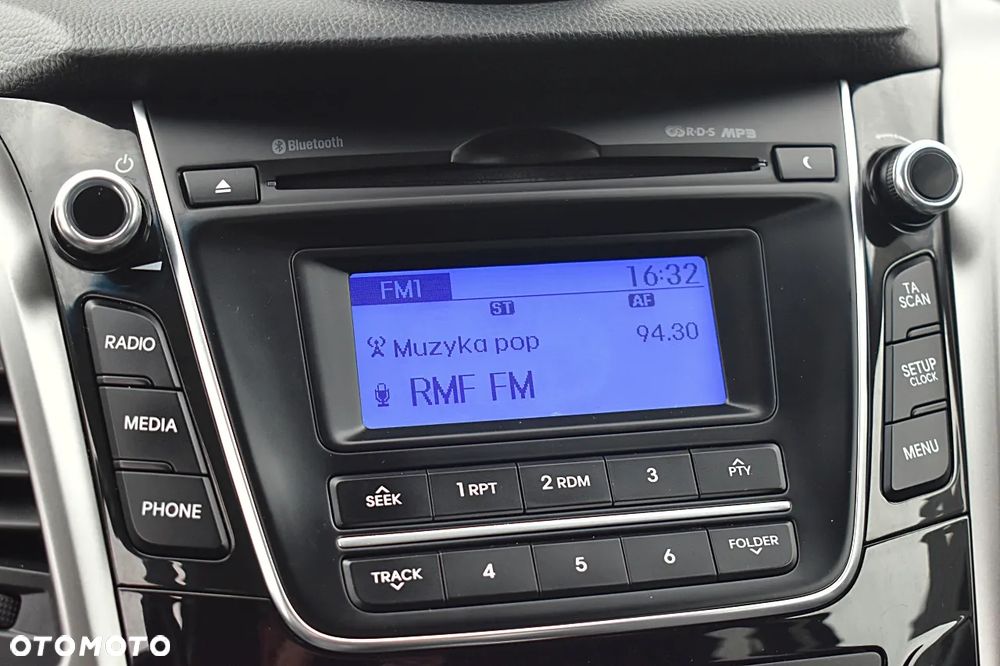 Bluetooth
R·D·S MP3
FM1 16:32
ST AF
Muzyka pop 94.30
RMF FM
RADIO
MEDIA
PHONE
TA
SCAN
SETUP
CLOCK
MENU
SEEK 1 RPT 2 RDM 3 PTY
TRACK 4 5 6 FOLDER
OTOMOTO